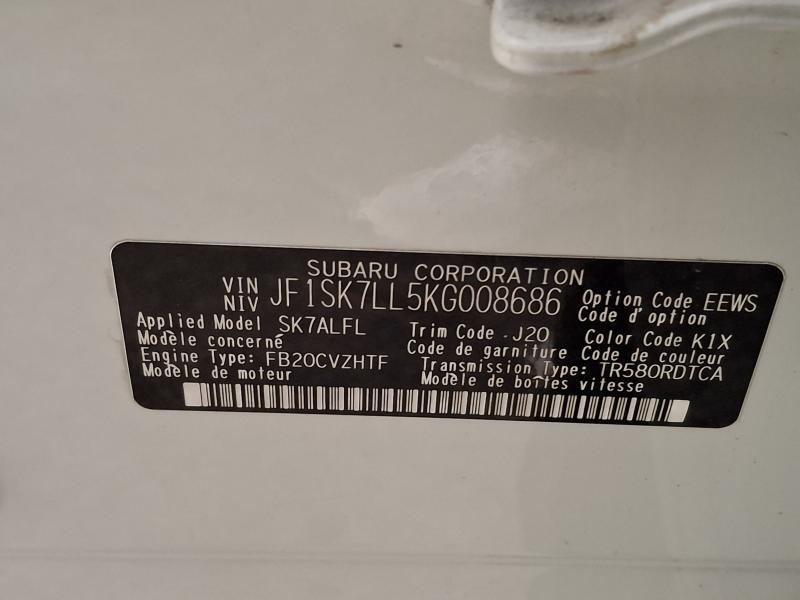 SUBARU CORPORATION
VIN
NIV
JF1SK7LL5KG008686
Option Code EEWS
Code d'option
Applied Model SK7ALFL
Modèle concerné
Trim Code J20
Code de garniture
Color Code K1X
Code de couleur
Engine Type: FB20CVZHTF
Modèle de moteur
Transmission Type: TR580RDTCA
Modèle de boîtes vitesse